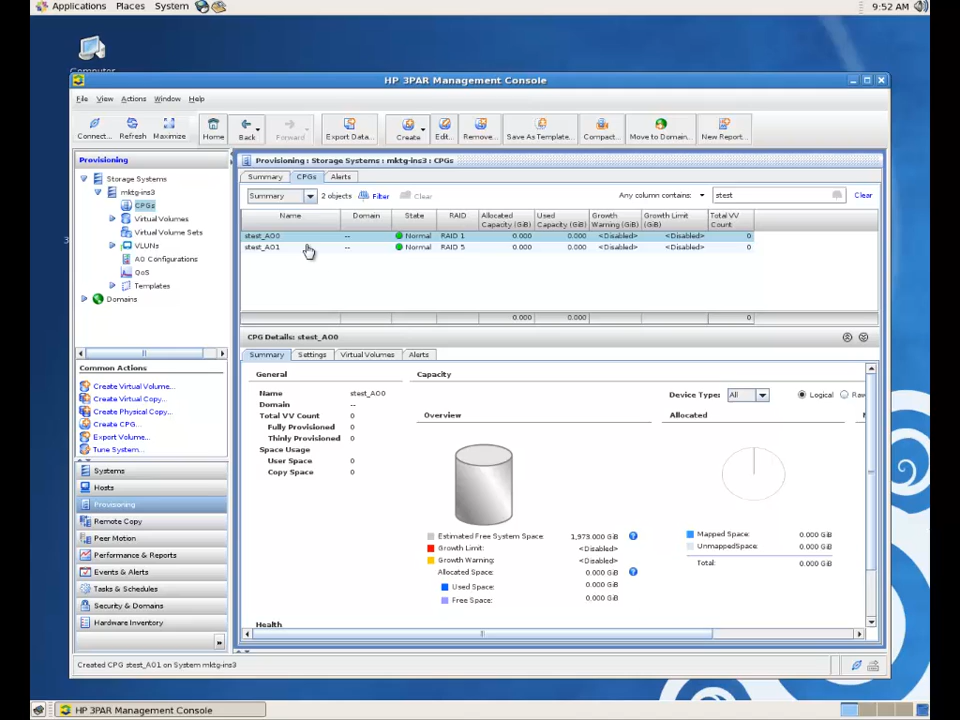 Applications Places System 9:52 AM
Computer
HP 3PAR Management Console
File View Actions Window Help
Connect... Refresh Maximize Home Back Forward Export Data... Create Edit... Remove... Save As Template... Compact... Move to Domain... New Report...
Provisioning
Provisioning : Storage Systems : mktg-ins3 : CPGs
Storage Systems
mktg-ins3
CPGs
Virtual Volumes
Virtual Volume Sets
VLUNs
AO Configurations
QoS
Templates
Domains
Summary CPGs Alerts
Summary 2 objects Filter Clear Any column contains: stest Clear
Name Domain State RAID Allocated Capacity (GiB) Used Capacity (GiB) Growth Warning (GiB) Growth Limit (GiB) Total VV Count
stest_A00 -- Normal RAID 1 0.000 0.000 <Disabled> <Disabled> 0
stest_A01 -- Normal RAID 5 0.000 0.000 <Disabled> <Disabled> 0
0.000 0.000 0
CPG Details: stest_A00
Summary Settings Virtual Volumes Alerts
General
Name stest_A00
Domain --
Total VV Count 0
Fully Provisioned 0
Thinly Provisioned 0
Space Usage
User Space 0
Copy Space 0
Capacity
Device Type: All Logical Raw
Overview
Estimated Free System Space 1,973.000 GiB
Growth Limit: <Disabled>
Growth Warning: <Disabled>
Allocated Space: 0.000 GiB
Used Space: 0.000 GiB
Free Space: 0.000 GiB
Allocated
Mapped Space: 0.000 GiB
UnmappedSpace: 0.000 GiB
Total: 0.000 GiB
Health
Common Actions
Create Virtual Volume...
Create Virtual Copy...
Create Physical Copy...
Create CPG...
Export Volume...
Tune System...
Systems
Hosts
Provisioning
Remote Copy
Peer Motion
Performance & Reports
Events & Alerts
Tasks & Schedules
Security & Domains
Hardware Inventory
Created CPG stest_A01 on System mktg-ins3
HP 3PAR Management Console